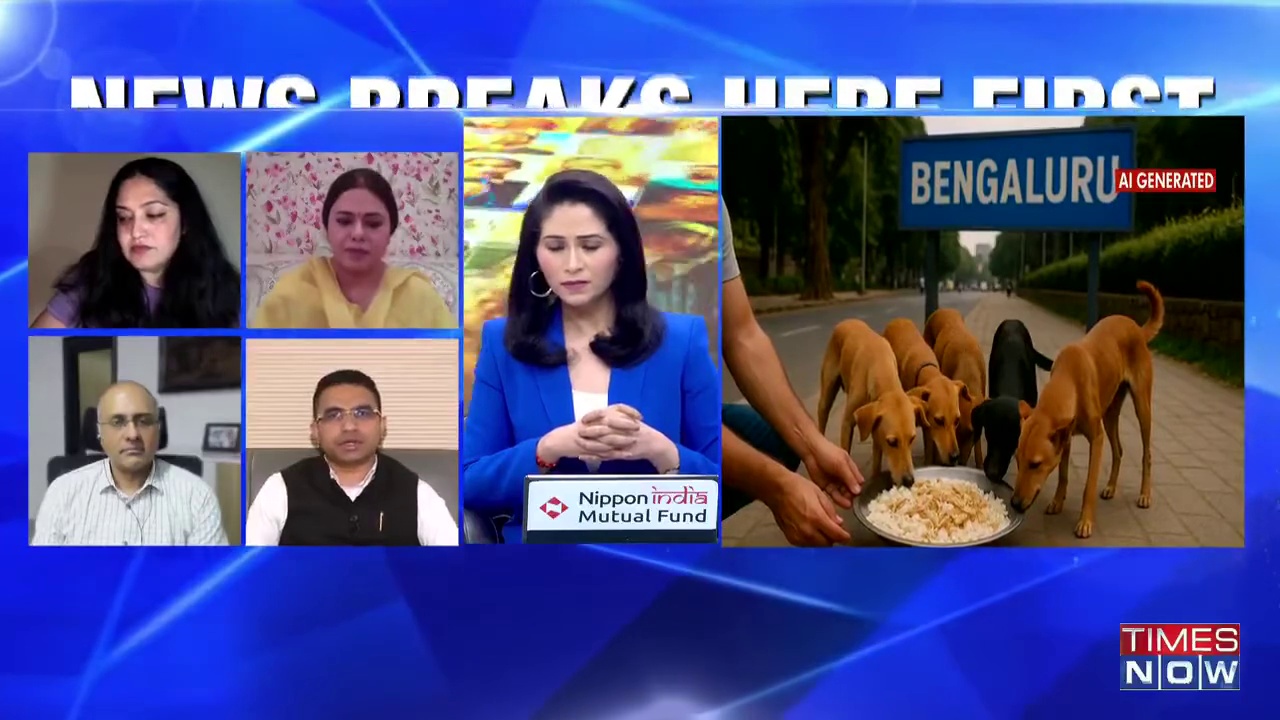 NEWS BREAKS HERE FIRST
BENGALURU
AI GENERATED
Nippon india
Mutual Fund
TIMES
NOW